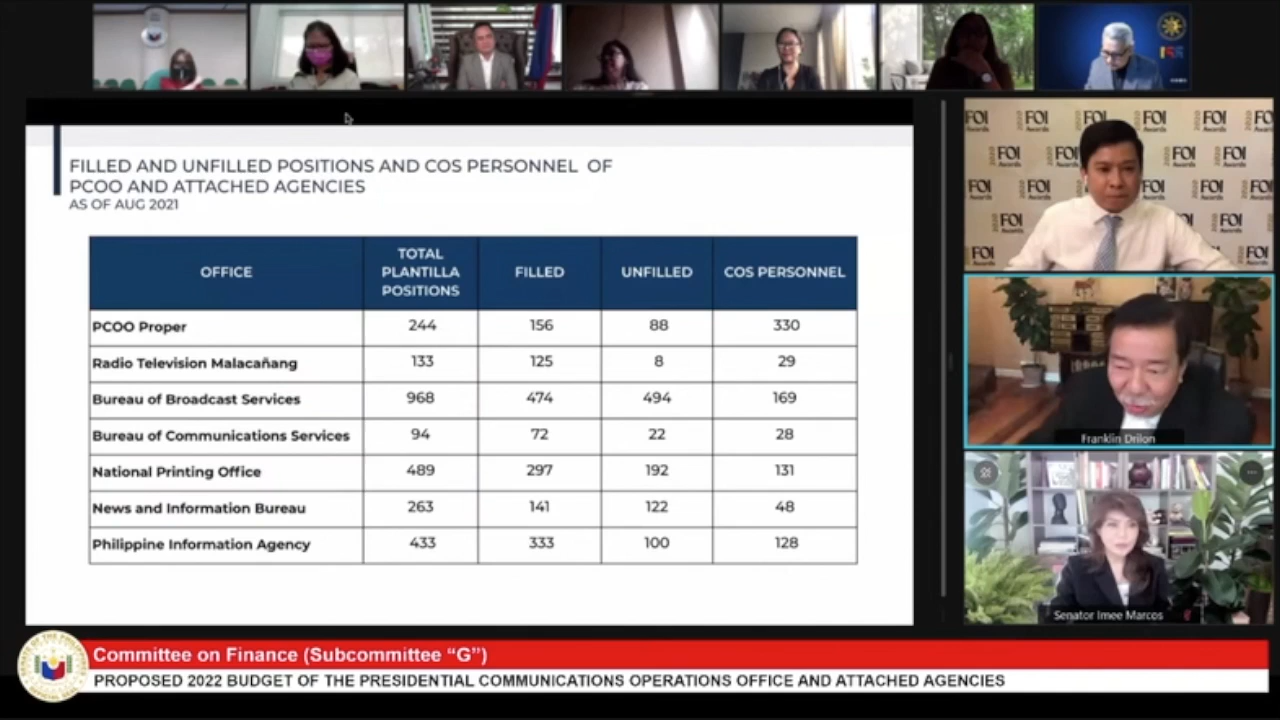 FILLED AND UNFILLED POSITIONS AND COS PERSONNEL OF
PCOO AND ATTACHED AGENCIES
AS OF AUG 2021
OFFICE TOTAL PLANTILLA POSITIONS FILLED UNFILLED COS PERSONNEL
PCOO Proper 244 156 88 330
Radio Television Malacañang 133 125 8 29
Bureau of Broadcast Services 968 474 494 169
Bureau of Communications Services 94 72 22 28
National Printing Office 489 297 192 131
News and Information Bureau 263 141 122 48
Philippine Information Agency 433 333 100 128
FOI Awards
Franklin Drilon
Senator Imee Marcos
Committee on Finance (Subcommittee “G”)
PROPOSED 2022 BUDGET OF THE PRESIDENTIAL COMMUNICATIONS OPERATIONS OFFICE AND ATTACHED AGENCIES